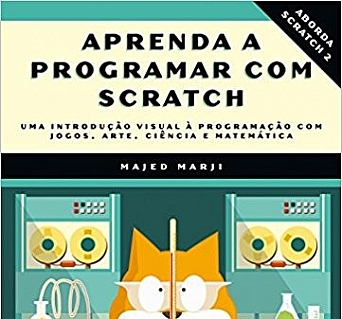 ABORDA
SCRATCH 2
APRENDA A
PROGRAMAR COM
SCRATCH
UMA INTRODUÇÃO VISUAL À PROGRAMAÇÃO COM
JOGOS, ARTE, CIÊNCIA E MATEMÁTICA
MAJED MARJI